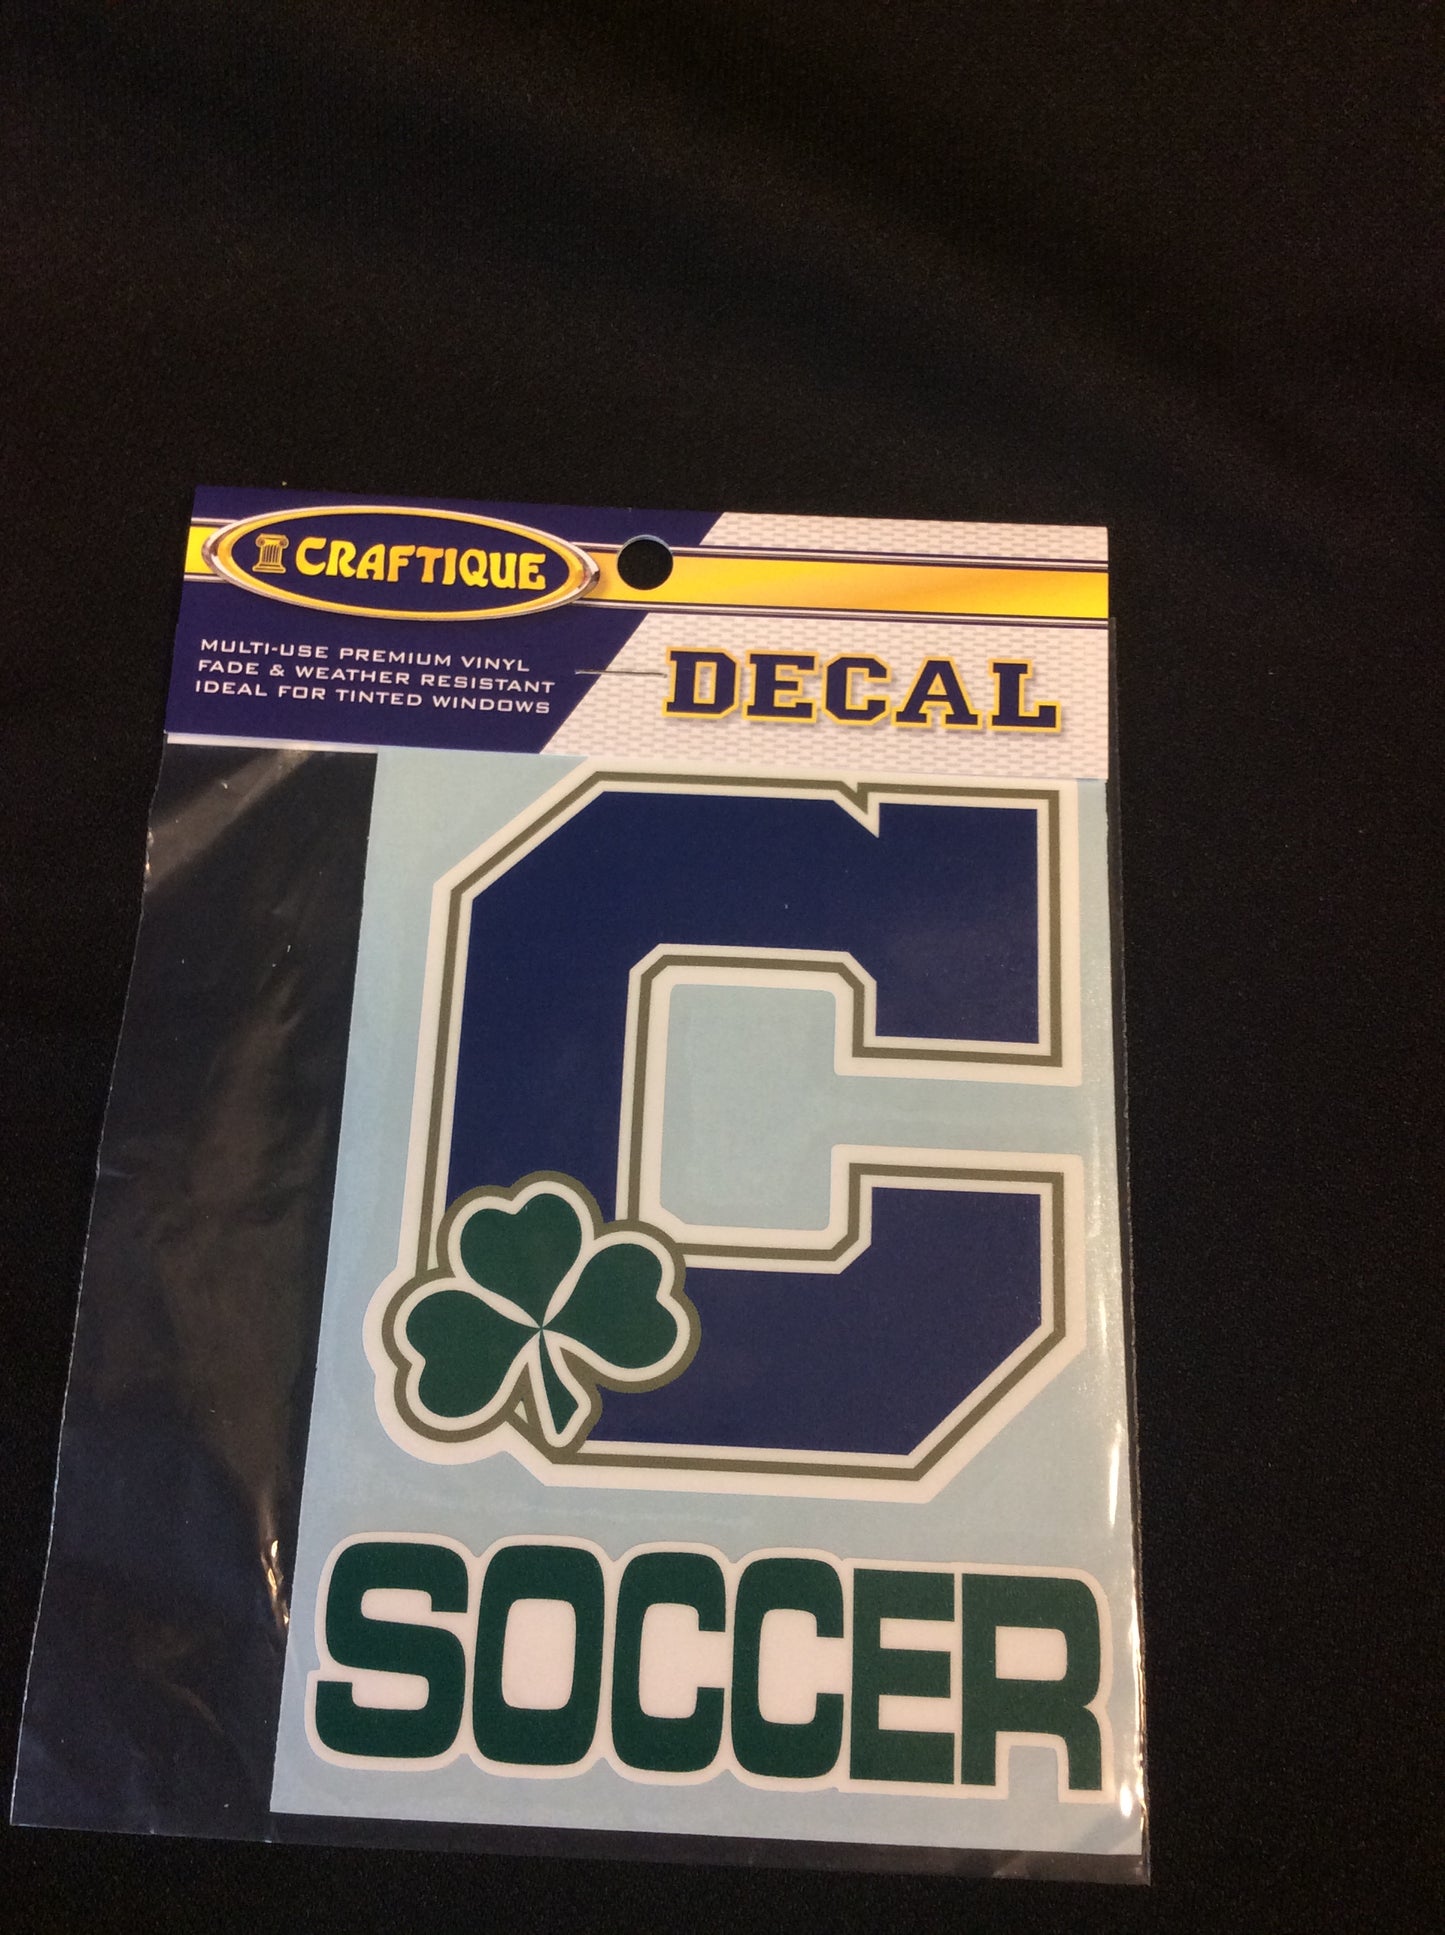 CRAFTIQUE
MULTI-USE PREMIUM VINYL
FADE & WEATHER RESISTANT
IDEAL FOR TINTED WINDOWS
DECAL
C
SOCCER